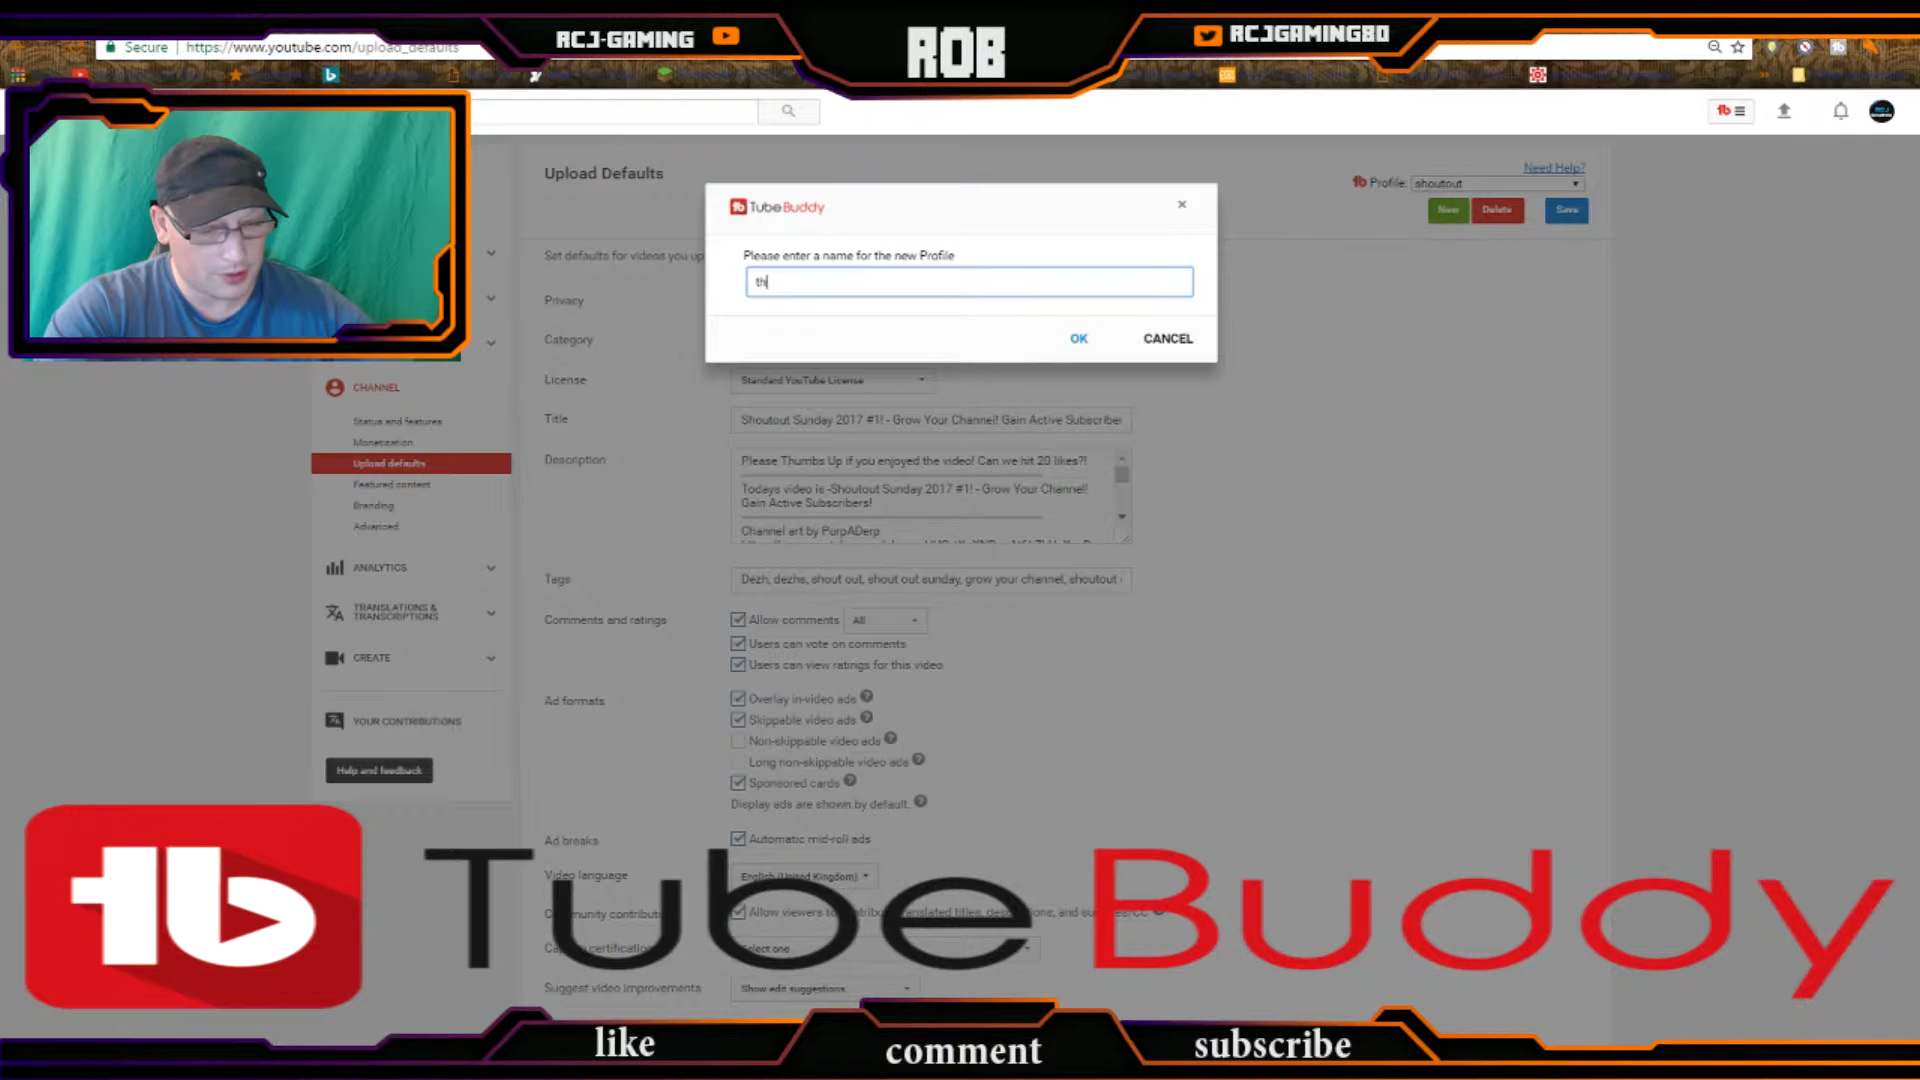 RCJ-GAMING
ROB
RCJGAMING80
Secure | https://www.youtube.com/upload_defaults
Upload Defaults
Need Help?
Profile: shoutout
New
Delete
Save
TubeBuddy
Please enter a name for the new Profile
th
OK
CANCEL
Set defaults for videos you up
Privacy
Category
License
Standard YouTube License
CHANNEL
Status and features
Monetization
Upload defaults
Featured content
Branding
Advanced
ANALYTICS
TRANSLATIONS &
TRANSCRIPTIONS
CREATE
YOUR CONTRIBUTIONS
Help and feedback
Title
Shoutout Sunday 2017 #1! - Grow Your Channel! Gain Active Subscriber
Description
Please Thumbs Up if you enjoyed the video! Can we hit 20 likes?!
Todays video is -Shoutout Sunday 2017 #1! - Grow Your Channel!
Gain Active Subscribers!
Channel art by PurpADerp
Tags
Dezh, dezhs, shout out, shout out sunday, grow your channel, shoutout
Comments and ratings
Allow comments
All
Users can vote on comments
Users can view ratings for this video
Ad formats
Overlay in-video ads
Skippable video ads
Non-skippable video ads
Long non-skippable video ads
Sponsored cards
Display ads are shown by default.
Ad breaks
Automatic mid-roll ads
Video language
English (United Kingdom)
Allow viewers to
Select one
Suggest video improvements
Show edit suggestions
tb TubeBuddy
like
comment
subscribe